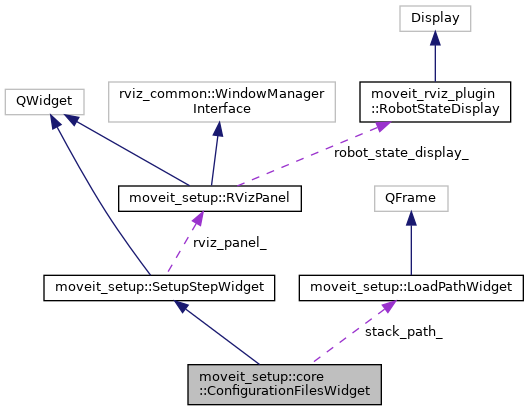 Display
QWidget
rviz_common::WindowManager
Interface
moveit_rviz_plugin
::RobotStateDisplay
robot_state_display_
moveit_setup::RVizPanel
QFrame
rviz_panel_
moveit_setup::SetupStepWidget
moveit_setup::LoadPathWidget
stack_path_
moveit_setup::core
::ConfigurationFilesWidget